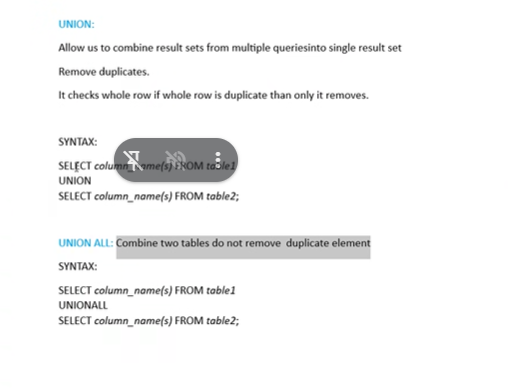 UNION:
Allow us to combine result sets from multiple queriesinto single result set
Remove duplicates.
It checks whole row if whole row is duplicate than only it removes.
SYNTAX:
SELECT column_name(s) FROM table1
UNION
SELECT column_name(s) FROM table2;
UNION ALL: Combine two tables do not remove duplicate element
SYNTAX:
SELECT column_name(s) FROM table1
UNIONALL
SELECT column_name(s) FROM table2;